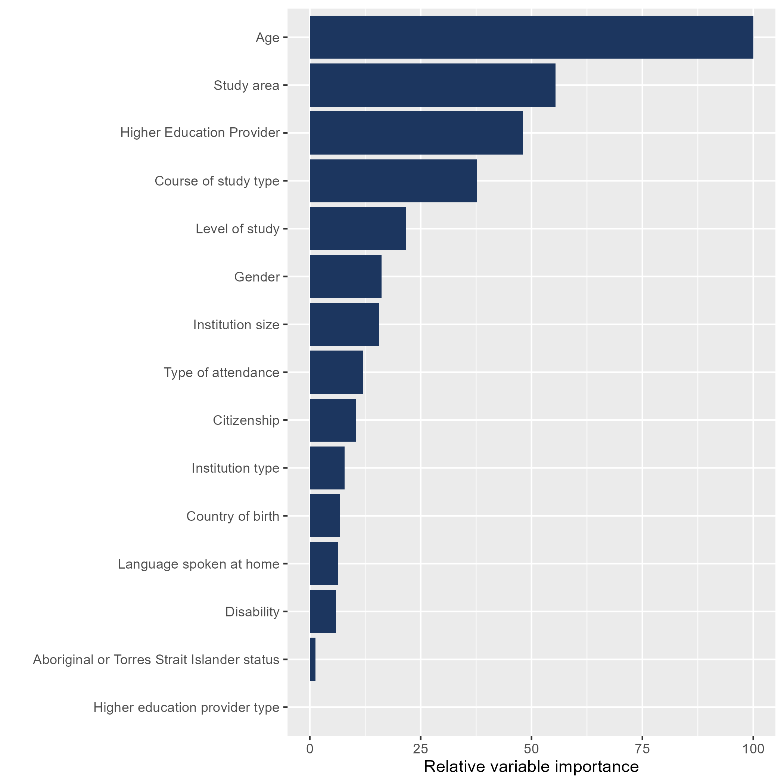 Age
Study area
Higher Education Provider
Course of study type
Level of study
Gender
Institution size
Type of attendance
Citizenship
Institution type
Country of birth
Language spoken at home
Disability
Aboriginal or Torres Strait Islander status
Higher education provider type
0 25 50 75 100
Relative variable importance